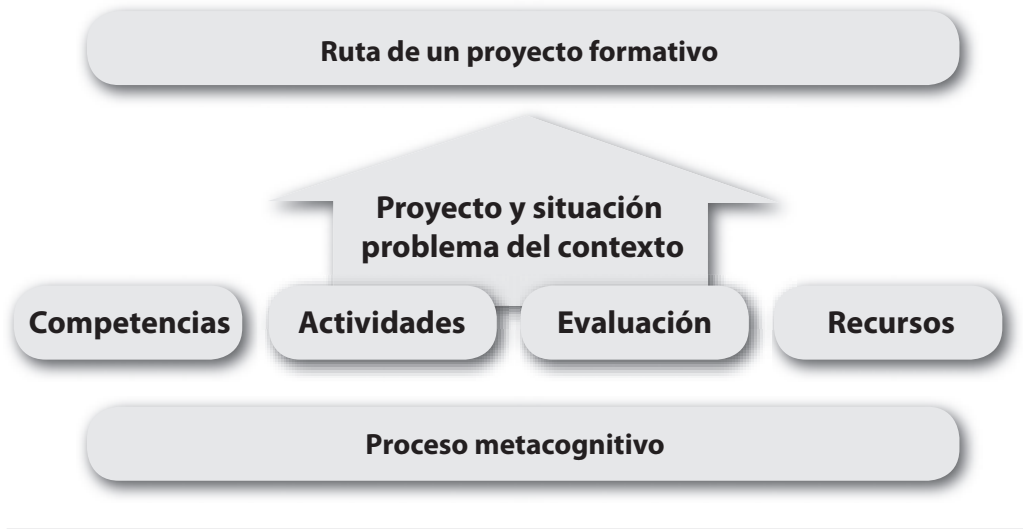 Ruta de un proyecto formativo
Proyecto y situación
problema del contexto
Competencias
Actividades
Evaluación
Recursos
Proceso metacognitivo